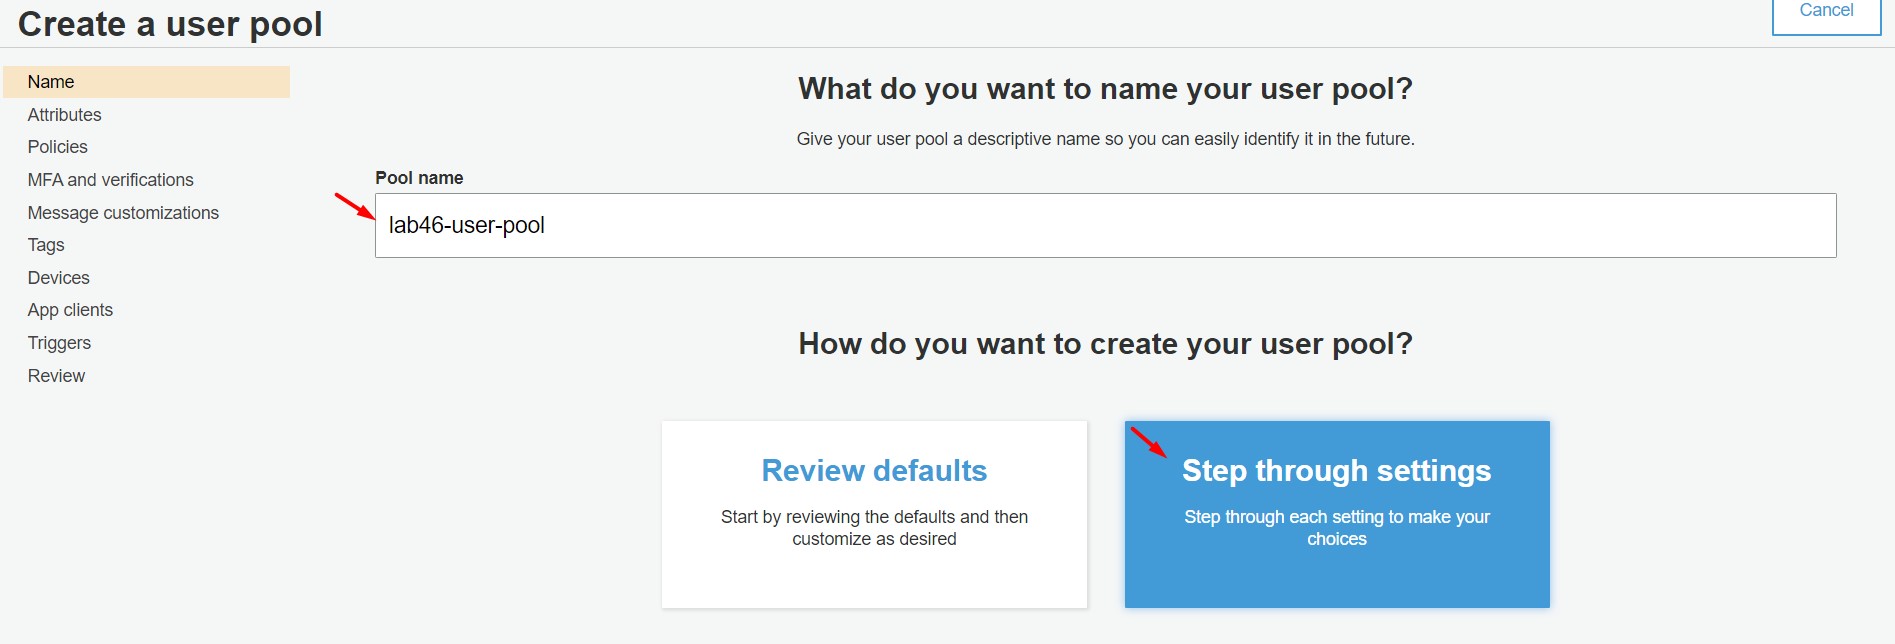 Create a user pool
Cancel
Name
Attributes
Policies
MFA and verifications
Message customizations
Tags
Devices
App clients
Triggers
Review
What do you want to name your user pool?
Give your user pool a descriptive name so you can easily identify it in the future.
Pool name
lab46-user-pool
How do you want to create your user pool?
Review defaults
Start by reviewing the defaults and then
customize as desired
Step through settings
Step through each setting to make your
choices